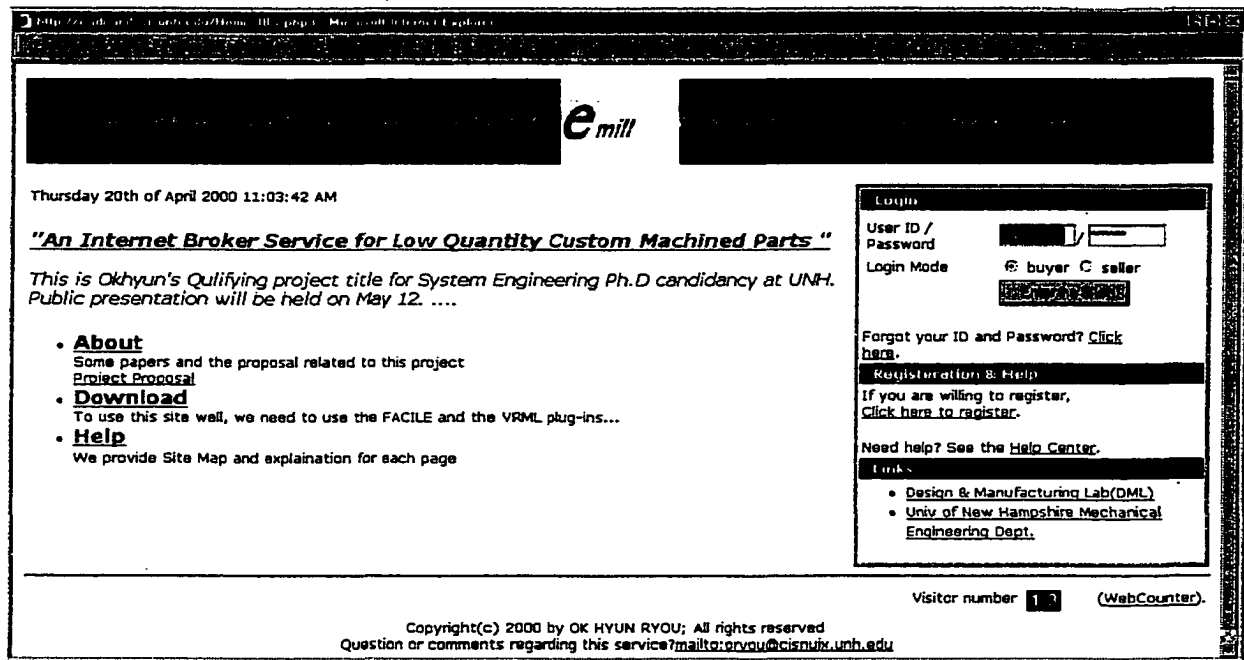 Microsoft Internet Explorer
e mill
Thursday 20th of April 2000 11:03:42 AM
"An Internet Broker Service for Low Quantity Custom Machined Parts "
This is Okhyun's Qulifying project title for System Engineering Ph.D candidancy at UNH.
Public presentation will be held on May 12. ....
• About
Some papers and the proposal related to this project
Project Proposal
• Download
To use this site well, we need to use the FACILE and the VRML plug-ins...
• Help
We provide Site Map and explaination for each page
Login
User ID /
Password
/
Login Mode
buyer
seller
Forgot your ID and Password? Click
here.
Registeration & Help
If you are willing to register,
Click here to register.
Need help? See the Help Center.
Links
• Design & Manufacturing Lab(DML)
• Univ of New Hampshire Mechanical
Engineering Dept.
Visitor number
(WebCounter).
Copyright(c) 2000 by OK HYUN RYOU; All rights reserved
Question or comments regarding this service?mailto:oryou@cisnuix.unh.edu